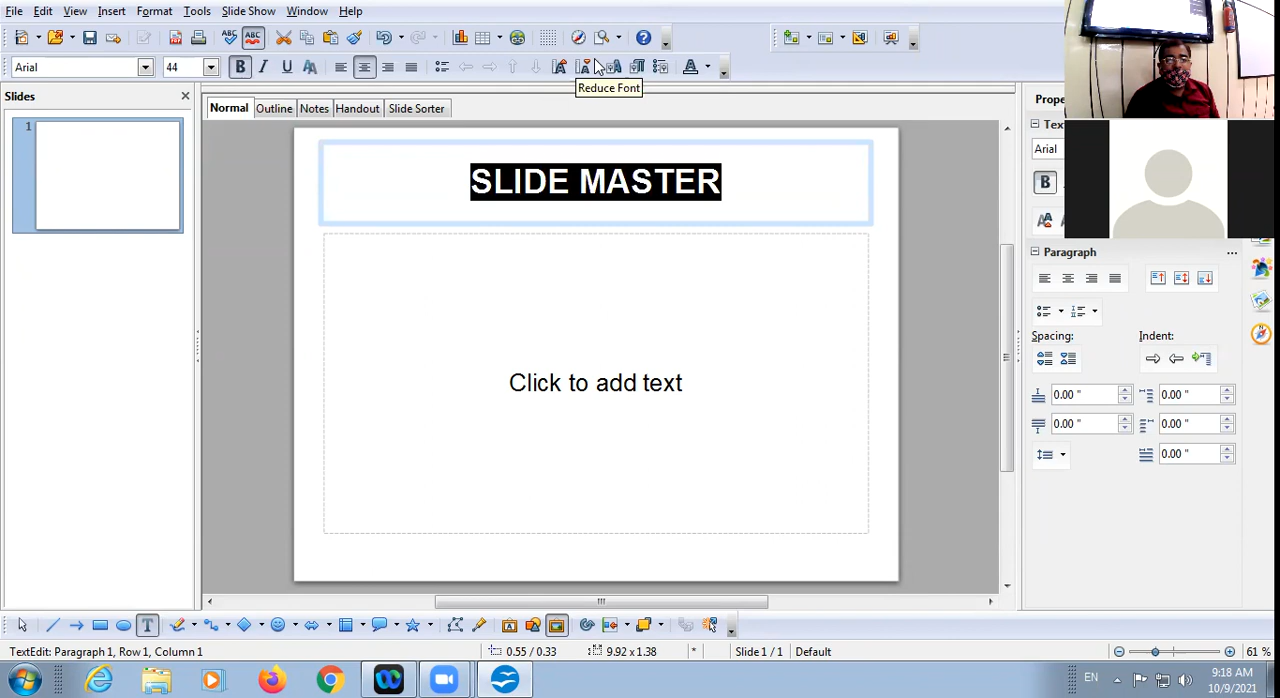 File Edit View Insert Format Tools Slide Show Window Help
ABC ABC
Arial 44 B I U
Reduce Font
Slides
Normal Outline Notes Handout Slide Sorter
Arial
B
1
SLIDE MASTER
Click to add text
Paragraph
Spacing: Indent:
0.00 " 0.00 "
0.00 " 0.00 "
0.00 "
TextEdit: Paragraph 1, Row 1, Column 1 0.55 / 0.33 9.92 x 1.38 * Slide 1 / 1 Default 61 %
EN 9:18 AM
10/9/2021